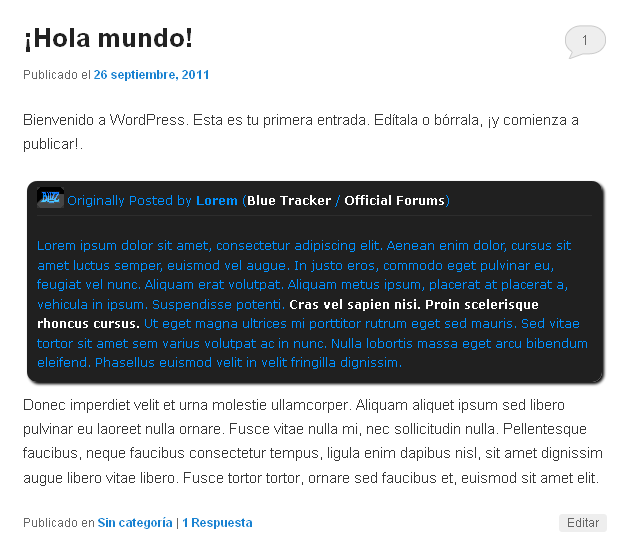 ¡Hola mundo!
1
Publicado el 26 septiembre, 2011
Bienvenido a WordPress. Esta es tu primera entrada. Edítala o bórrala, ¡y comienza a
publicar!.
Originally Posted by Lorem (Blue Tracker / Official Forums)
Lorem ipsum dolor sit amet, consectetur adipiscing elit. Aenean enim dolor, cursus sit
amet luctus semper, euismod vel augue. In justo eros, commodo eget pulvinar eu,
feugiat vel nunc. Aliquam erat volutpat. Aliquam metus ipsum, placerat at placerat a,
vehicula in ipsum. Suspendisse potenti. Cras vel sapien nisi. Proin scelerisque
rhoncus cursus. Ut eget magna ultrices mi porttitor rutrum eget sed mauris. Sed vitae
tortor sit amet sem varius volutpat ac in nunc. Nulla lobortis massa eget arcu bibendum
eleifend. Phasellus euismod velit in velit fringilla dignissim.
Donec imperdiet velit et urna molestie ullamcorper. Aliquam aliquet ipsum sed libero
pulvinar eu laoreet nulla ornare. Fusce vitae nulla mi, nec sollicitudin nulla. Pellentesque
faucibus, neque faucibus consectetur tempus, ligula enim dapibus nisl, sit amet dignissim
augue libero vitae libero. Fusce tortor tortor, ornare sed faucibus et, euismod sit amet elit.
Publicado en Sin categoría | 1 Respuesta
Editar